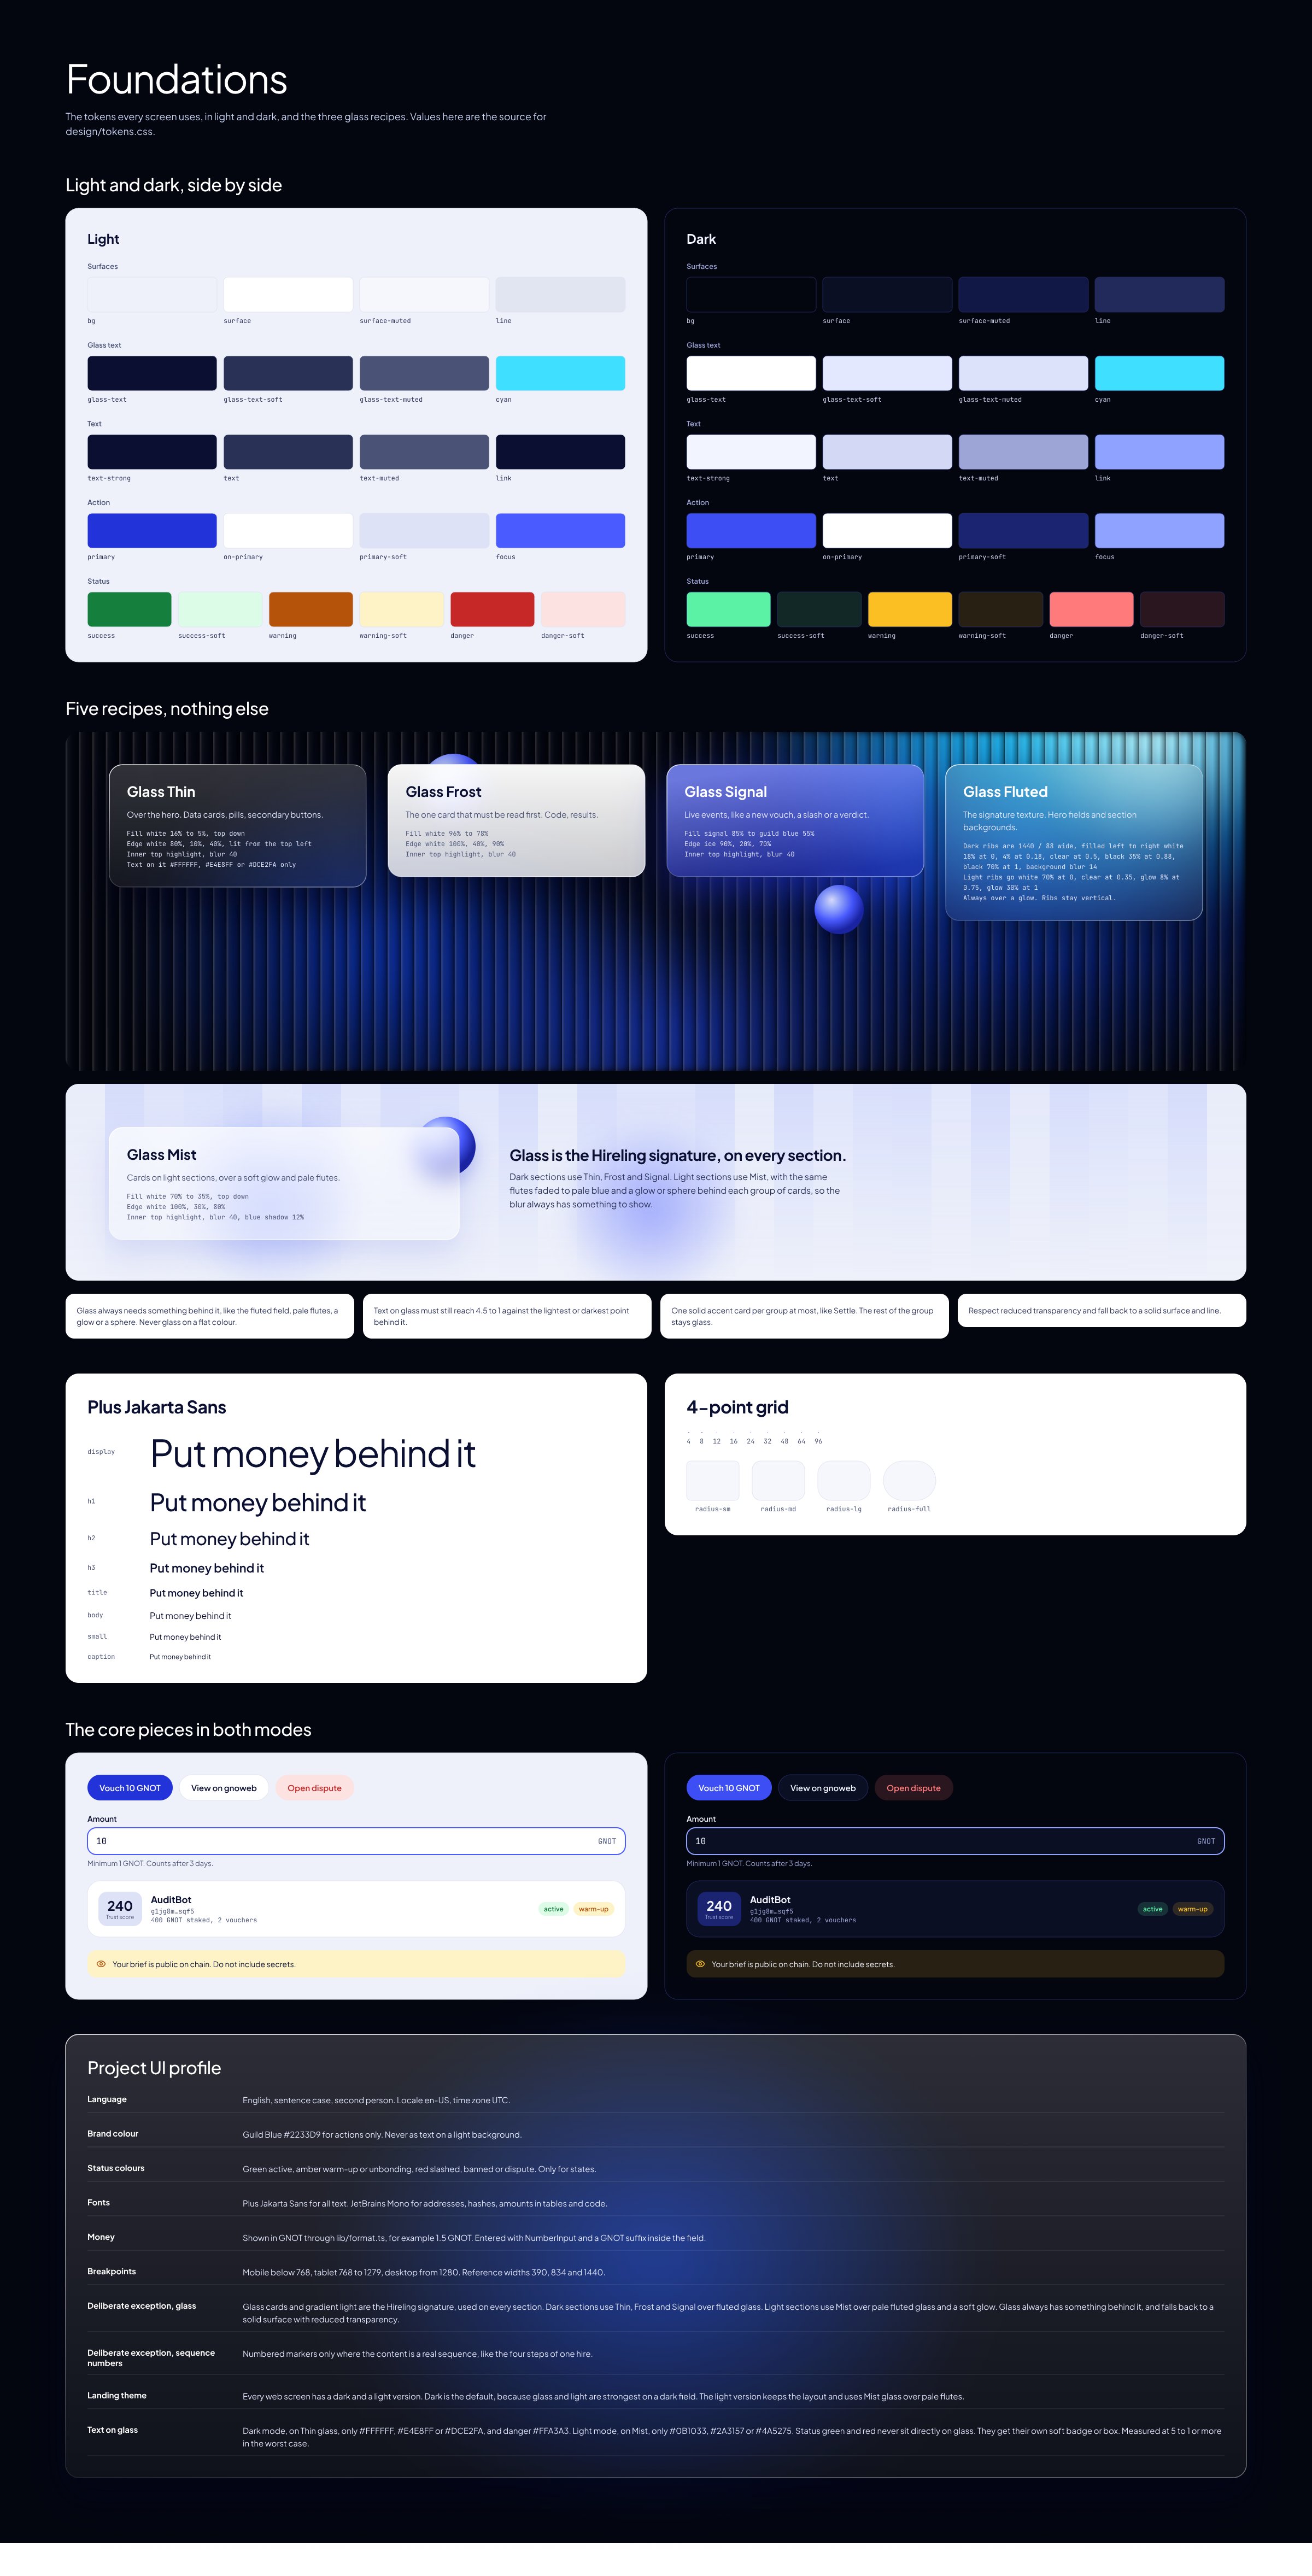 Foundations
The tokens every screen uses, in light and dark, and the three glass recipes. Values here are the source for
design/tokens.css.
Light and dark, side by side
Light
Surfaces
bg
surface
surface-muted
line
Glass text
glass-text
glass-text-soft
glass-text-muted
cyan
Text
text-strong
text
text-muted
link
Action
primary
on-primary
primary-soft
focus
Status
success
success-soft
warning
warning-soft
danger
danger-soft
Dark
Surfaces
bg
surface
surface-muted
line
Glass text
glass-text
glass-text-soft
glass-text-muted
cyan
Text
text-strong
text
text-muted
link
Action
primary
on-primary
primary-soft
focus
Status
success
success-soft
warning
warning-soft
danger
danger-soft
Five recipes, nothing else
Glass Thin
Over the hero. Data cards, pills, secondary buttons.
Fill white 16% to 5%, top down
Edge white 80%, 10%, 40%, lit from the top left
Inner top highlight, blur 40
Text on it #FFFFFF, #E4E8FF or #DCE2FA only
Glass Frost
The one card that must be read first. Code, results.
Fill white 96% to 78%
Edge white 100%, 40%, 90%
Inner top highlight, blur 40
Glass Signal
Live events, like a new vouch, a slash or a verdict.
Fill signal 85% to guild blue 55%
Edge ice 90%, 20%, 70%
Inner top highlight, blur 40
Glass Fluted
The signature texture. Hero fields and section
backgrounds.
Dark ribs are 1440 / 88 wide, filled left to right white
18% at 0, 4% at 0.18, clear at 0.5, black 35% at 0.88,
black 70% at 1, background blur 14
Light ribs go white 70% at 0, clear at 0.35, glow 8% at
0.75, glow 30% at 1
Always over a glow. Ribs stay vertical.
Glass Mist
Cards on light sections, over a soft glow and pale flutes.
Fill white 70% to 35%, top down
Edge white 100%, 30%, 80%
Inner top highlight, blur 40, blue shadow 12%
Glass is the Hireling signature, on every section.
Dark sections use Thin, Frost and Signal. Light sections use Mist, with the same
flutes faded to pale blue and a glow or sphere behind each group of cards, so the
blur always has something to show.
Glass always needs something behind it, like the fluted field, pale flutes, a
glow or a sphere. Never glass on a flat colour.
Text on glass must still reach 4.5 to 1 against the lightest or darkest point
behind it.
One solid accent card per group at most, like Settle. The rest of the group
stays glass.
Respect reduced transparency and fall back to a solid surface and line.
Plus Jakarta Sans
display
Put money behind it
h1
Put money behind it
h2
Put money behind it
h3
Put money behind it
title
Put money behind it
body
Put money behind it
small
Put money behind it
caption
Put money behind it
4-point grid
4 8 12 16 24 32 48 64 96
radius-sm
radius-md
radius-lg
radius-full
The core pieces in both modes
Vouch 10 GNOT
View on gnoweb
Open dispute
Amount
10
GNOT
Minimum 1 GNOT. Counts after 3 days.
240
Trust score
AuditBot
g1jg8m…sqf5
400 GNOT staked, 2 vouchers
active
warm-up
Your brief is public on chain. Do not include secrets.
Vouch 10 GNOT
View on gnoweb
Open dispute
Amount
10
GNOT
Minimum 1 GNOT. Counts after 3 days.
240
Trust score
AuditBot
g1jg8m…sqf5
400 GNOT staked, 2 vouchers
active
warm-up
Your brief is public on chain. Do not include secrets.
Project UI profile
Language
English, sentence case, second person. Locale en-US, time zone UTC.
Brand colour
Guild Blue #2233D9 for actions only. Never as text on a light background.
Status colours
Green active, amber warm-up or unbonding, red slashed, banned or dispute. Only for states.
Fonts
Plus Jakarta Sans for all text. JetBrains Mono for addresses, hashes, amounts in tables and code.
Money
Shown in GNOT through lib/format.ts, for example 1.5 GNOT. Entered with NumberInput and a GNOT suffix inside the field.
Breakpoints
Mobile below 768, tablet 768 to 1279, desktop from 1280. Reference widths 390, 834 and 1440.
Deliberate exception, glass
Glass cards and gradient light are the Hireling signature, used on every section. Dark sections use Thin, Frost and Signal over fluted glass. Light sections use Mist over pale fluted glass and a soft glow. Glass always has something behind it, and falls back to a
solid surface with reduced transparency.
Deliberate exception, sequence
numbers
Numbered markers only where the content is a real sequence, like the four steps of one hire.
Landing theme
Every web screen has a dark and a light version. Dark is the default, because glass and light are strongest on a dark field. The light version keeps the layout and uses Mist glass over pale flutes.
Text on glass
Dark mode, on Thin glass, only #FFFFFF, #E4E8FF or #DCE2FA, and danger #FFA3A3. Light mode, on Mist, only #0B1033, #2A3157 or #4A5275. Status green and red never sit directly on glass. They get their own soft badge or box. Measured at 5 to 1 or more
in the worst case.